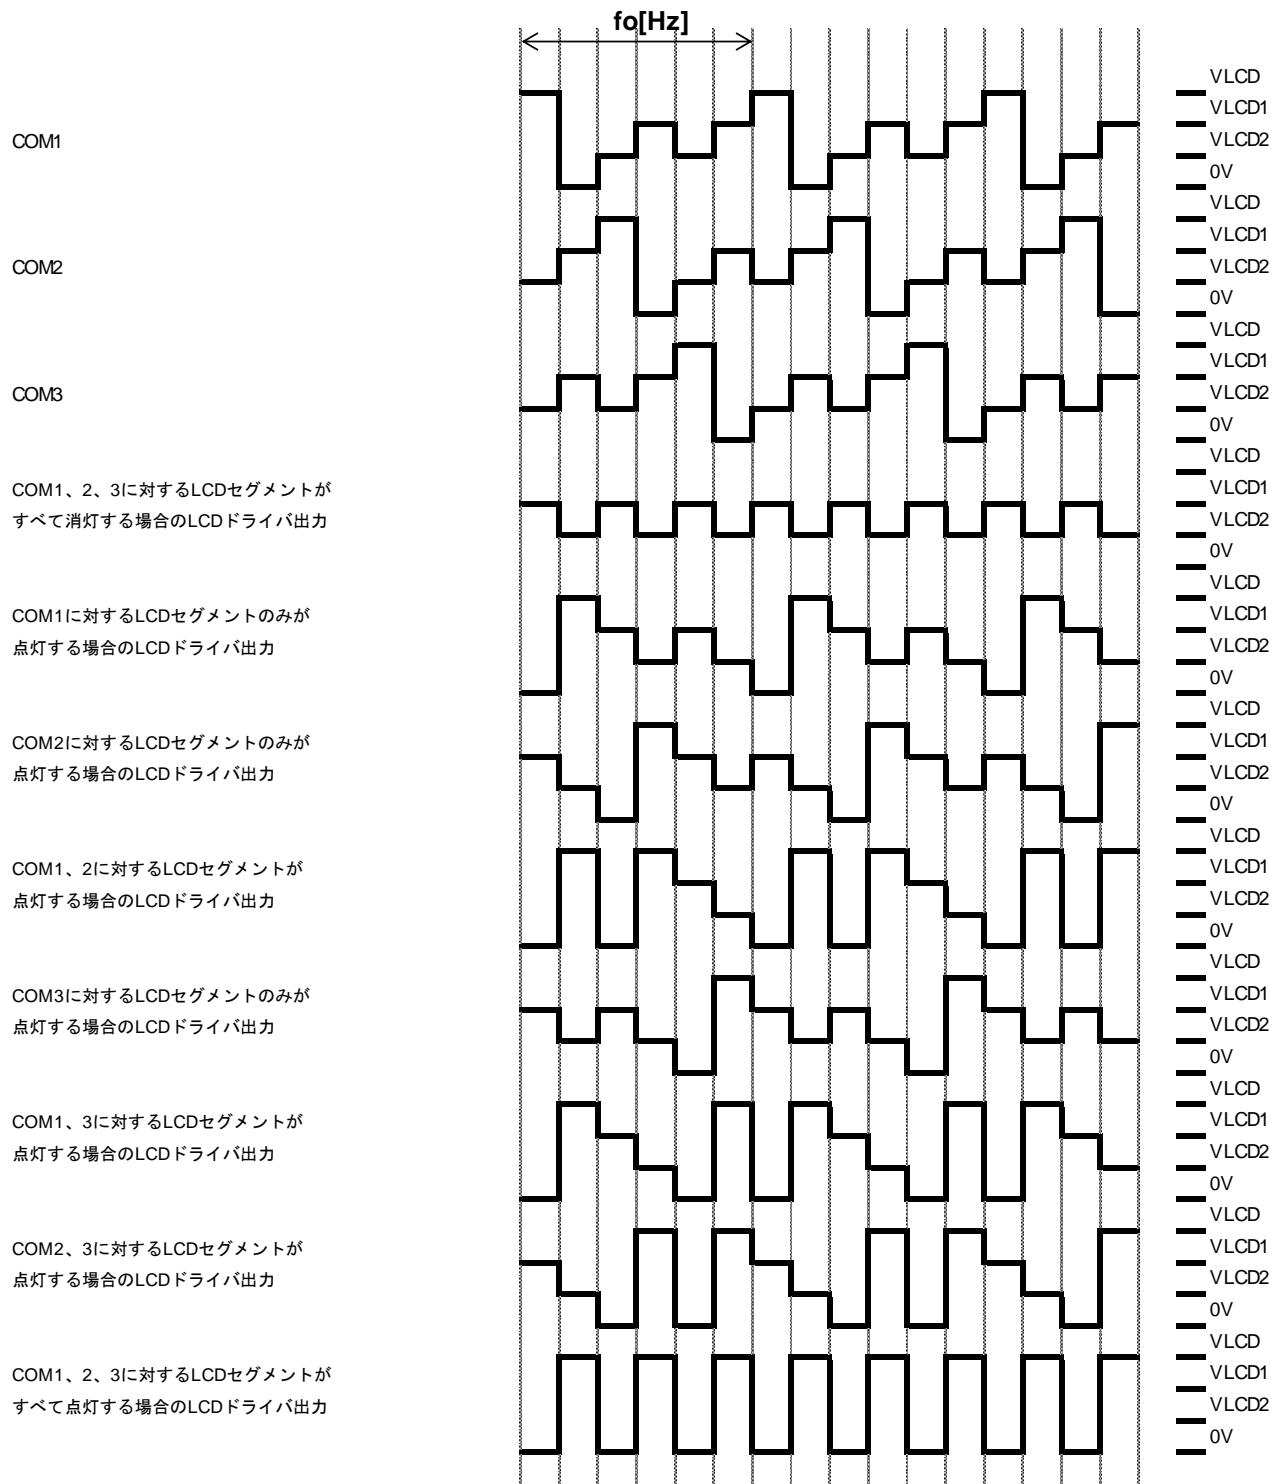 fo[Hz]
VLCD
VLCD1
COM1
VLCD2
0V
VLCD
VLCD1
COM2
VLCD2
0V
VLCD
VLCD1
COM3
VLCD2
0V
VLCD
COM1、2、3に対するLCDセグメントが
VLCD1
すべて消灯する場合のLCDドライバ出力
VLCD2
0V
VLCD
COM1に対するLCDセグメントのみが
VLCD1
点灯する場合のLCDドライバ出力
VLCD2
0V
VLCD
COM2に対するLCDセグメントのみが
VLCD1
点灯する場合のLCDドライバ出力
VLCD2
0V
VLCD
COM1、2に対するLCDセグメントが
VLCD1
点灯する場合のLCDドライバ出力
VLCD2
0V
VLCD
COM3に対するLCDセグメントのみが
VLCD1
点灯する場合のLCDドライバ出力
VLCD2
0V
VLCD
COM1、3に対するLCDセグメントが
VLCD1
点灯する場合のLCDドライバ出力
VLCD2
0V
VLCD
COM2、3に対するLCDセグメントが
VLCD1
点灯する場合のLCDドライバ出力
VLCD2
0V
VLCD
COM1、2、3に対するLCDセグメントが
VLCD1
すべて点灯する場合のLCDドライバ出力
VLCD2
0V